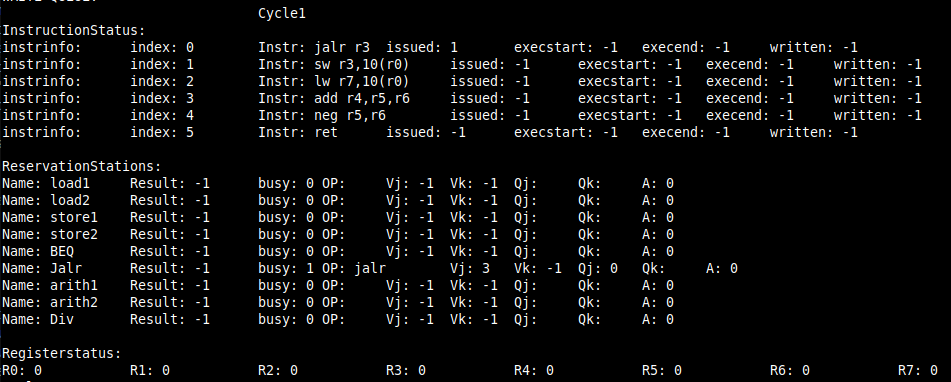 Cycle1
InstructionStatus:
instrinfo: index: 0 Instr: jalr r3 issued: 1 execstart: -1 execend: -1 written: -1
instrinfo: index: 1 Instr: sw r3,10(r0) issued: -1 execstart: -1 execend: -1 written: -1
instrinfo: index: 2 Instr: lw r7,10(r0) issued: -1 execstart: -1 execend: -1 written: -1
instrinfo: index: 3 Instr: add r4,r5,r6 issued: -1 execstart: -1 execend: -1 written: -1
instrinfo: index: 4 Instr: neg r5,r6 issued: -1 execstart: -1 execend: -1 written: -1
instrinfo: index: 5 Instr: ret issued: -1 execstart: -1 execend: -1 written: -1
ReservationStations:
Name: load1 Result: -1 busy: 0 OP: Vj: -1 Vk: -1 Qj: Qk: A: 0
Name: load2 Result: -1 busy: 0 OP: Vj: -1 Vk: -1 Qj: Qk: A: 0
Name: store1 Result: -1 busy: 0 OP: Vj: -1 Vk: -1 Qj: Qk: A: 0
Name: store2 Result: -1 busy: 0 OP: Vj: -1 Vk: -1 Qj: Qk: A: 0
Name: BEQ Result: -1 busy: 0 OP: Vj: -1 Vk: -1 Qj: Qk: A: 0
Name: Jalr Result: -1 busy: 1 OP: jalr Vj: 3 Vk: -1 Qj: 0 Qk: A: 0
Name: arith1 Result: -1 busy: 0 OP: Vj: -1 Vk: -1 Qj: Qk: A: 0
Name: arith2 Result: -1 busy: 0 OP: Vj: -1 Vk: -1 Qj: Qk: A: 0
Name: Div Result: -1 busy: 0 OP: Vj: -1 Vk: -1 Qj: Qk: A: 0
Registerstatus:
R0: 0 R1: 0 R2: 0 R3: 0 R4: 0 R5: 0 R6: 0 R7: 0